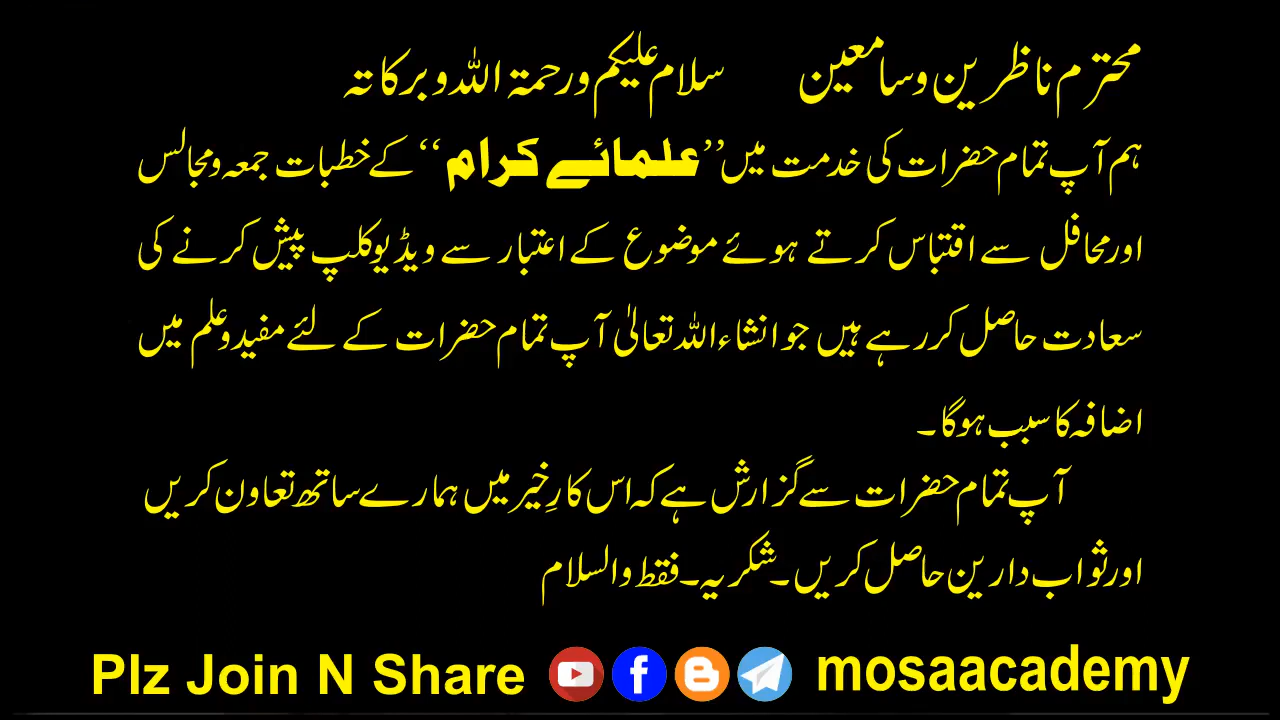 محترم ناظرین وسامعین سلام علیکم ورحمۃ اللہ وبرکاتہ
ہم آپ تمام حضرات کی خدمت میں ’’علمائے کرام‘‘ کے خطبات جمعہ ومجالس
اور محافل سے اقتباس کرتے ہوئے موضوع کے اعتبار سے ویڈیو کلپ پیش کرنے کی
سعادت حاصل کررہے ہیں جو انشاء اللہ تعالیٰ آپ تمام حضرات کے لئے مفید وعلم میں
اضافہ کا سبب ہوگا۔
آپ تمام حضرات سے گزارش ہے کہ اس کارِ خیر میں ہمارے ساتھ تعاون کریں
اور ثواب دارین حاصل کریں۔ شکریہ۔ فقط والسلام
Plz Join N Share mosaacademy